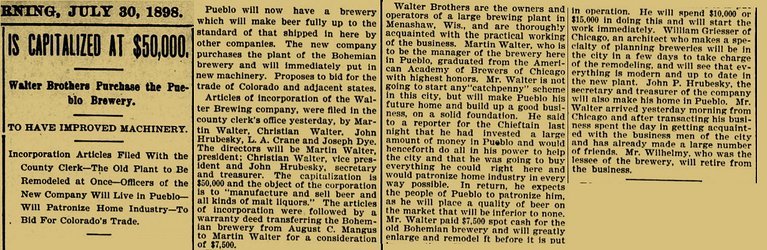 RNING, JULY 30, 1898.
IS CAPITALIZED AT $50,000.
Walter Brothers Purchase the Pue-
blo Brewery.
TO HAVE IMPROVED MACHINERY.
Incorporation Articles Filed With the
County Clerk—The Old Plant to Be
Remodeled at Once—Officers of the
New Company Will Live in Pueblo—
Will Patronize Home Industry—To
Bid For Colorado's Trade.
Pueblo will now have a brewery
which will make beer fully up to the
standard of that shipped in here by
other companies. The new company
purchases the plant of the Bohemian
brewery and will immediately put in
new machinery. Proposes to bid for the
trade of Colorado and adjacent states.
Articles of incorporation of the Wal-
ter Brewing company, were filed in the
county clerk's office yesterday, by Mar-
tin Walter, Christian Walter, John
Hrubesky, L. A. Crane and Joseph Dye.
The directors will be Martin Walter,
president; Christian Walter, vice pres-
ident and John Hrubesky, secretary
and treasurer. The capitalization is
$50,000 and the object of the corporation
is to "manufacture and sell beer and
all kinds of malt liquors." The articles
of incorporation were followed by a
warranty deed transferring the Bohem-
ian brewery from August C. Mangus
to Martin Walter for a consideration
of $7,500.
Walter Brothers are the owners and
operators of a large brewing plant in
Menashaw, Wis., and are thoroughly
acquainted with the practical working
of the business. Martin Walter, who is
to be the manager of the brewery here
in Pueblo, graduated from the Ameri-
can Academy of Brewers of Chicago
with highest honors. Mr. Walter is not
going to start any "catchpenny" scheme
in this city, but will make Pueblo his
future home and build up a good busi-
ness, on a solid foundation. He said
to a reporter for the Chieftain last
night that he had invested a large
amount of money in Pueblo and would
henceforth do all in his power to help
the city and that he was going to buy
everything he could right here and
would patronize home industry in every
way possible. In return, he expects
the people of Pueblo to patronize him,
as he will place a quality of beer on
the market that will be inferior to none.
Mr. Walter paid $7,500 spot cash for the
old Bohemian brewery and will greatly
enlarge and remodel it before it is put
in operation. He will spend $10,000 or
$15,000 in doing this and will start the
work immediately. William Griesser of
Chicago, an architect who makes a spe-
cialty of planning breweries will be in
the city in a few days to take charge
of the remodeling, and will see that ev-
erything is modern and up to date in
the new plant. John P. Hrubesky, the
secretary and treasurer of the company
will also make his home in Pueblo. Mr.
Walter arrived yesterday morning from
Chicago and after transacting his busi-
ness spent the day in getting acquaint-
ed with the business men of the city
and has already made a large number
of friends. Mr. Wilhelmy, who was the
lessee of the brewery, will retire from
the business.